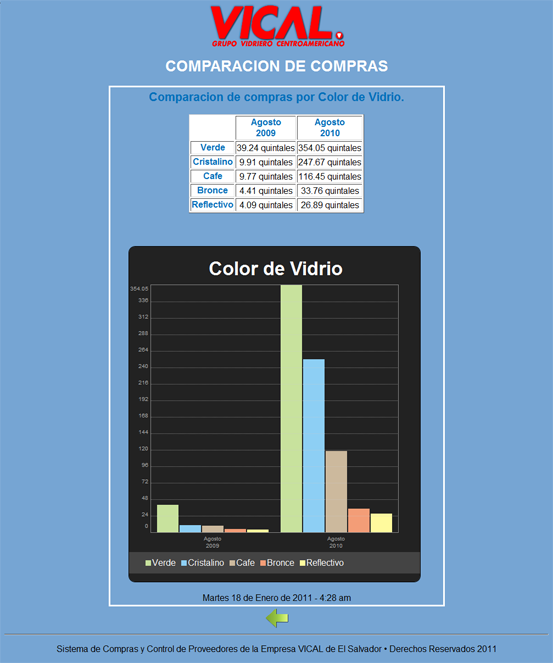 VICAL.
GRUPO VIDRIERO CENTROAMERICANO
COMPARACION DE COMPRAS
Comparacion de compras por Color de Vidrio.
Agosto 2009 Agosto 2010
Verde 39.24 quintales 354.05 quintales
Cristalino 9.91 quintales 247.67 quintales
Cafe 9.77 quintales 116.45 quintales
Bronce 4.41 quintales 33.76 quintales
Reflectivo 4.09 quintales 26.89 quintales
Color de Vidrio
354.05
336
312
288
264
240
216
192
168
144
120
96
72
48
24
0
Agosto 2009 Agosto 2010
Verde Cristalino Cafe Bronce Reflectivo
Martes 18 de Enero de 2011 - 4:28 am
Sistema de Compras y Control de Proveedores de la Empresa VICAL de El Salvador • Derechos Reservados 2011